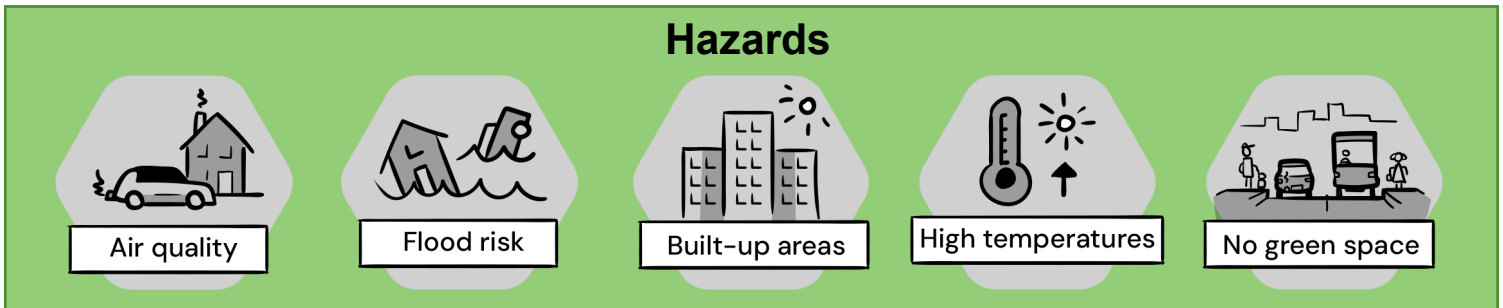 Hazards
Air quality
Flood risk
Built-up areas
High temperatures
No green space